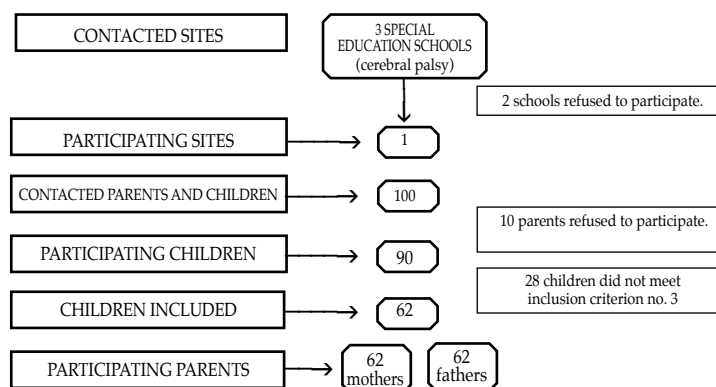 CONTACTED SITES
3 SPECIAL
EDUCATION SCHOOLS
(cerebral palsy)
2 schools refused to participate.
PARTICIPATING SITES
1
CONTACTED PARENTS AND CHILDREN
100
10 parents refused to participate.
PARTICIPATING CHILDREN
90
28 children did not meet
inclusion criterion no. 3
CHILDREN INCLUDED
62
PARTICIPATING PARENTS
62
mothers
62
fathers